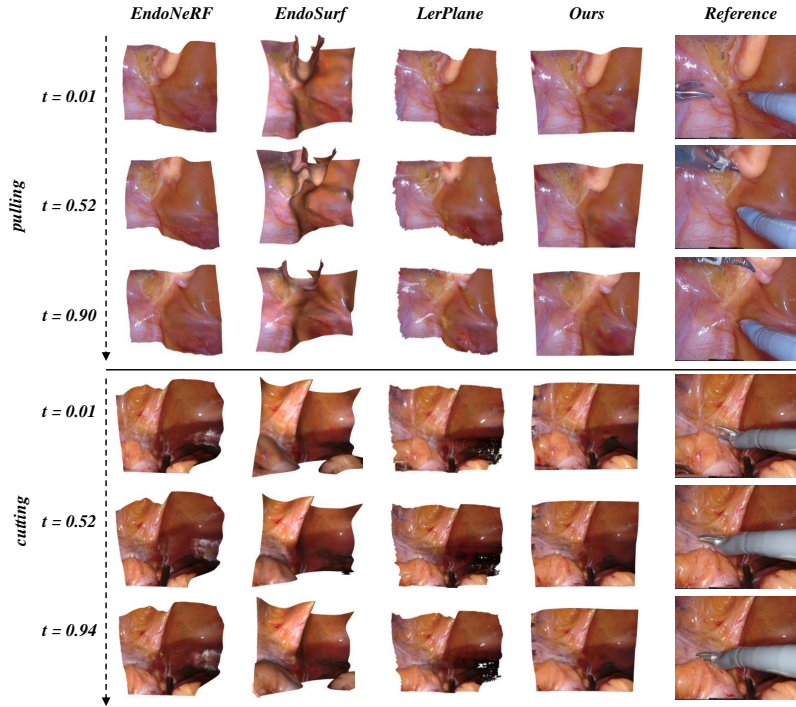 EndoNeRF EndoSurf LerPlane Ours Reference
pulling
t = 0.01
t = 0.52
t = 0.90
cutting
t = 0.01
t = 0.52
t = 0.94